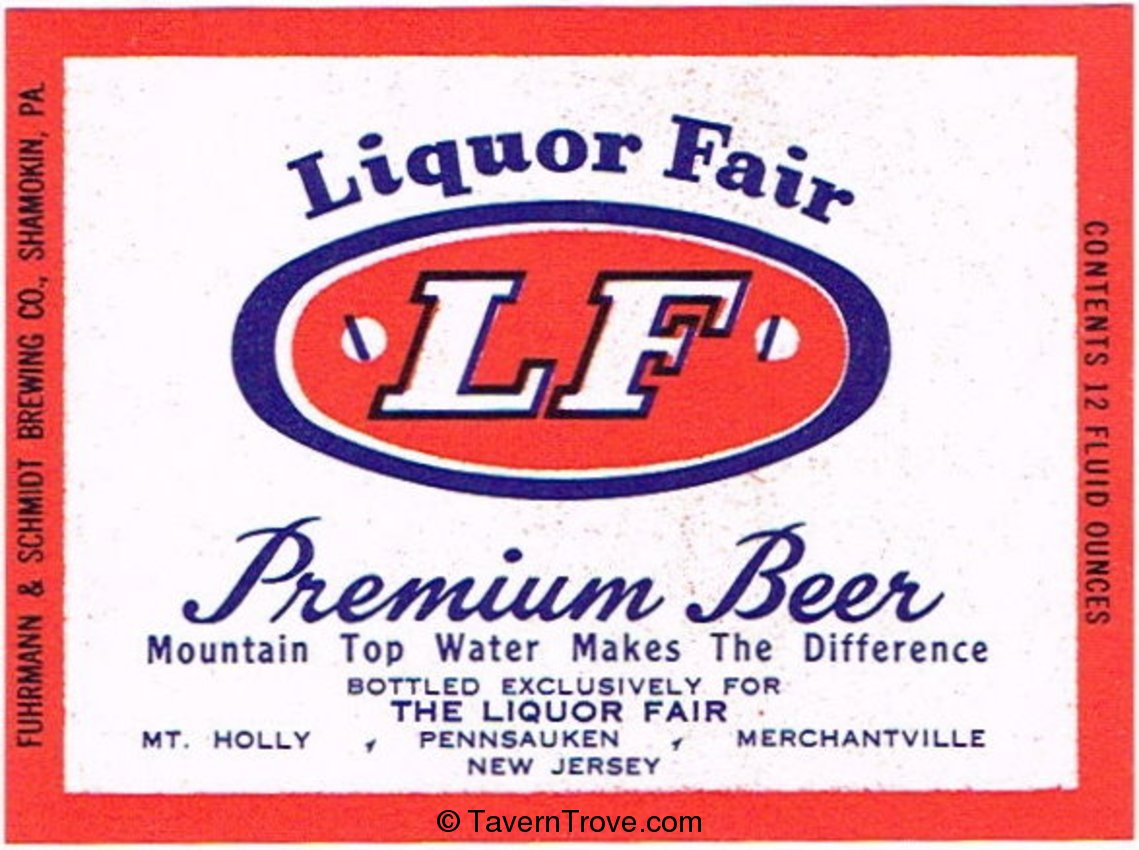 Liquor Fair
LF
Premium Beer
Mountain Top Water Makes The Difference
BOTTLED EXCLUSIVELY FOR
THE LIQUOR FAIR
MT. HOLLY , PENNSAUKEN , MERCHANTVILLE
NEW JERSEY
FUHRMANN & SCHMIDT BREWING CO., SHAMOKIN, PA.
CONTENTS 12 FLUID OUNCES
© TavernTrove.com